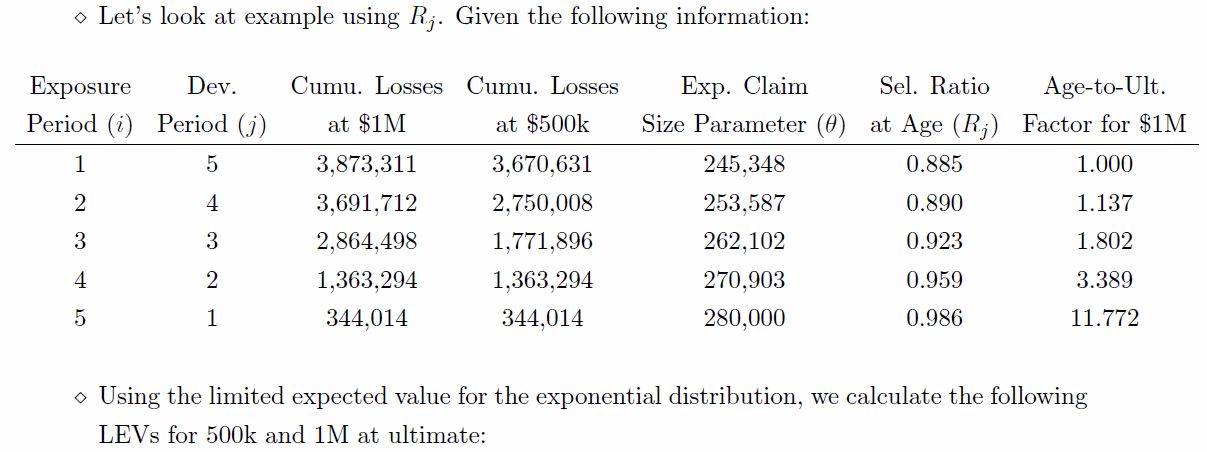 ⋄ Let's look at example using R_j. Given the following information:
Exposure Dev. Cumu. Losses Cumu. Losses Exp. Claim Sel. Ratio Age-to-Ult.
Period (i) Period (j) at $1M at $500k Size Parameter (θ) at Age (R_j) Factor for $1M
1 5 3,873,311 3,670,631 245,348 0.885 1.000
2 4 3,691,712 2,750,008 253,587 0.890 1.137
3 3 2,864,498 1,771,896 262,102 0.923 1.802
4 2 1,363,294 1,363,294 270,903 0.959 3.389
5 1 344,014 344,014 280,000 0.986 11.772
⋄ Using the limited expected value for the exponential distribution, we calculate the following
LEVs for 500k and 1M at ultimate: